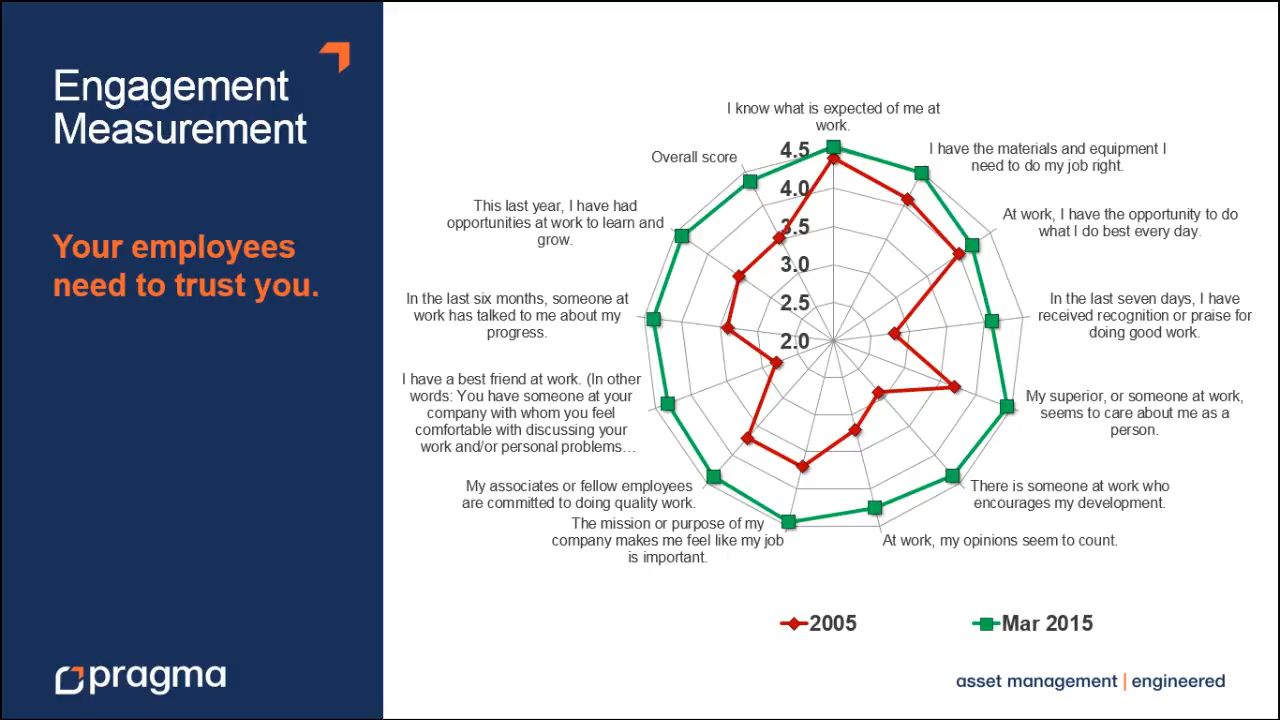 Engagement
Measurement
Your employees
need to trust you.
pragma
I know what is expected of me at
work.
I have the materials and equipment I
need to do my job right.
At work, I have the opportunity to do
what I do best every day.
In the last seven days, I have
received recognition or praise for
doing good work.
My superior, or someone at work,
seems to care about me as a
person.
There is someone at work who
encourages my development.
At work, my opinions seem to count.
The mission or purpose of my
company makes me feel like my job
is important.
My associates or fellow employees
are committed to doing quality work.
I have a best friend at work. (In other
words: You have someone at your
company with whom you feel
comfortable with discussing your
work and/or personal problems…
In the last six months, someone at
work has talked to me about my
progress.
This last year, I have had
opportunities at work to learn and
grow.
Overall score
4.5
4.0
3.5
3.0
2.5
2.0
2005
Mar 2015
asset management | engineered